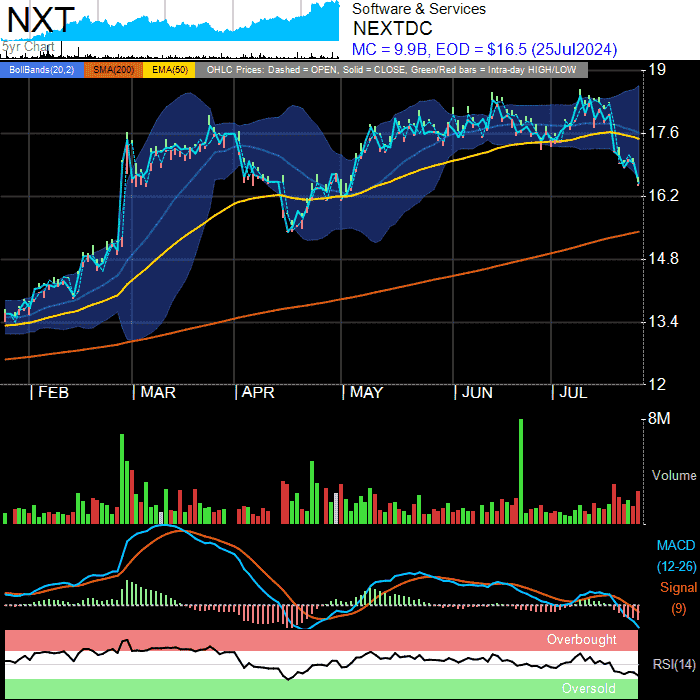 NXT
5yr Chart
Software & Services
NEXTDC
MC = 9.9B, EOD = $16.5 (25Jul2024)
BollBands(20,2) SMA(200) EMA(50) OHLC Prices: Dashed = OPEN, Solid = CLOSE, Green/Red bars = Intra-day HIGH/LOW
19
17.6
16.2
14.8
13.4
12
| FEB | MAR | APR | MAY | JUN | JUL
8M
Volume
MACD
(12-26)
Signal
(9)
Overbought
RSI(14)
Oversold